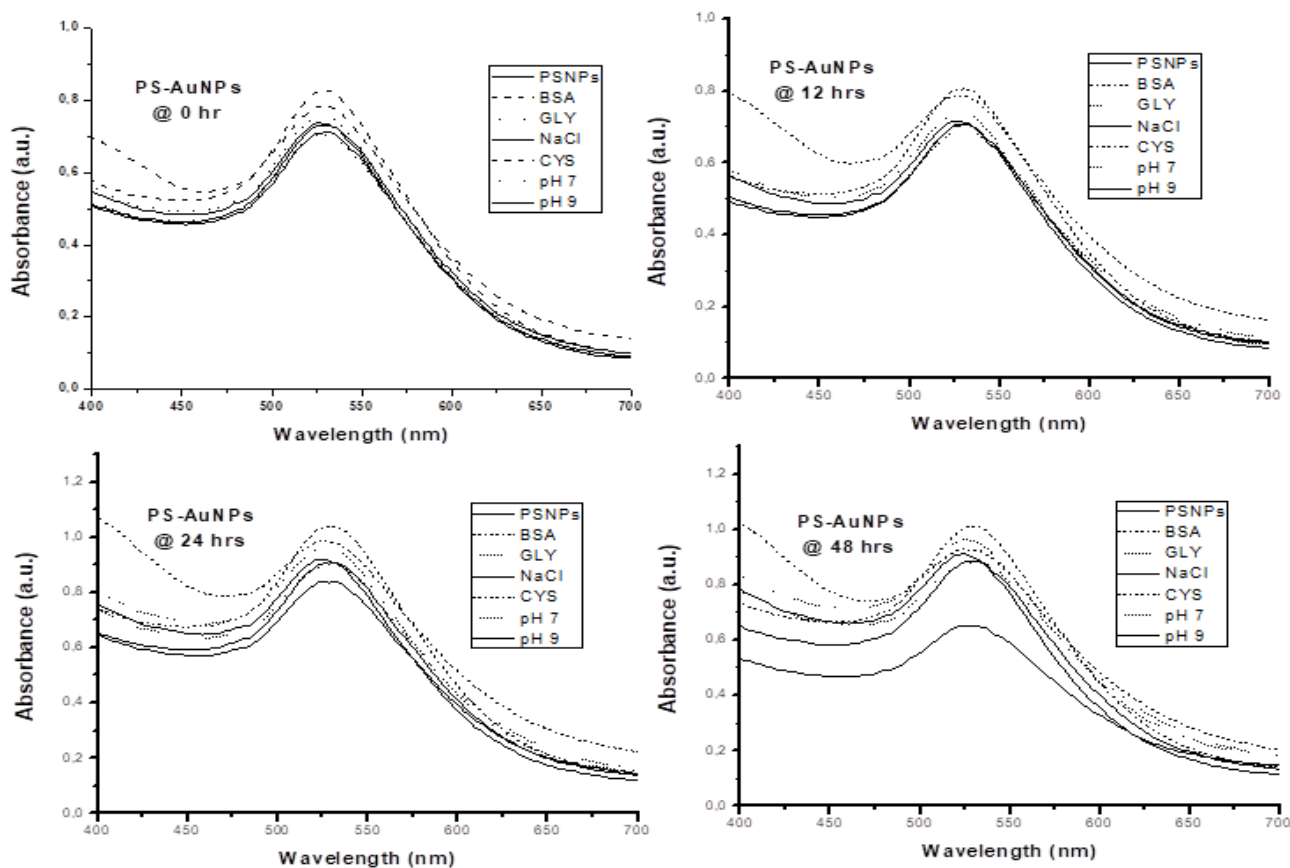 1,0
0,8
0,6
0,4
0,2
0,0
Absorbance (a.u.)
PS-AuNPs
@ 0 hr
PSNPs
BSA
GLY
NaCl
CYS
pH 7
pH 9
400 450 500 550 600 650 700
Wavelength (nm)
1,0
0,8
0,6
0,4
0,2
0,0
Absorbance (a.u.)
PS-AuNPs
@ 12 hrs
PSNPs
BSA
GLY
NaCl
CYS
pH 7
pH 9
400 450 500 550 600 650 700
Wavelength (nm)
1,2
1,0
0,8
0,6
0,4
0,2
0,0
Absorbance (a.u.)
PS-AuNPs
@ 24 hrs
PSNPs
BSA
GLY
NaCl
CYS
pH 7
pH 9
400 450 500 550 600 650 700
Wavelength (nm)
1,2
1,0
0,8
0,6
0,4
0,2
0,0
Absorbance (a.u.)
PS-AuNPs
@ 48 hrs
PSNPs
BSA
GLY
NaCl
CYS
pH 7
pH 9
400 450 500 550 600 650 700
Wavelength (nm)